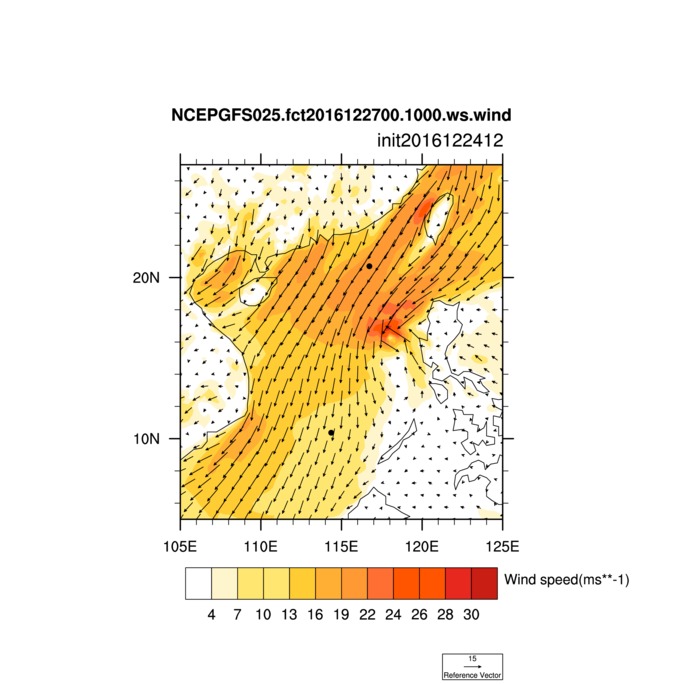 NCEPGFS025.fct2016122700.1000.ws.wind
init2016122412
20N
10N
105E 110E 115E 120E 125E
Wind speed(ms**-1)
4 7 10 13 16 19 22 24 26 28 30
15
Reference Vector